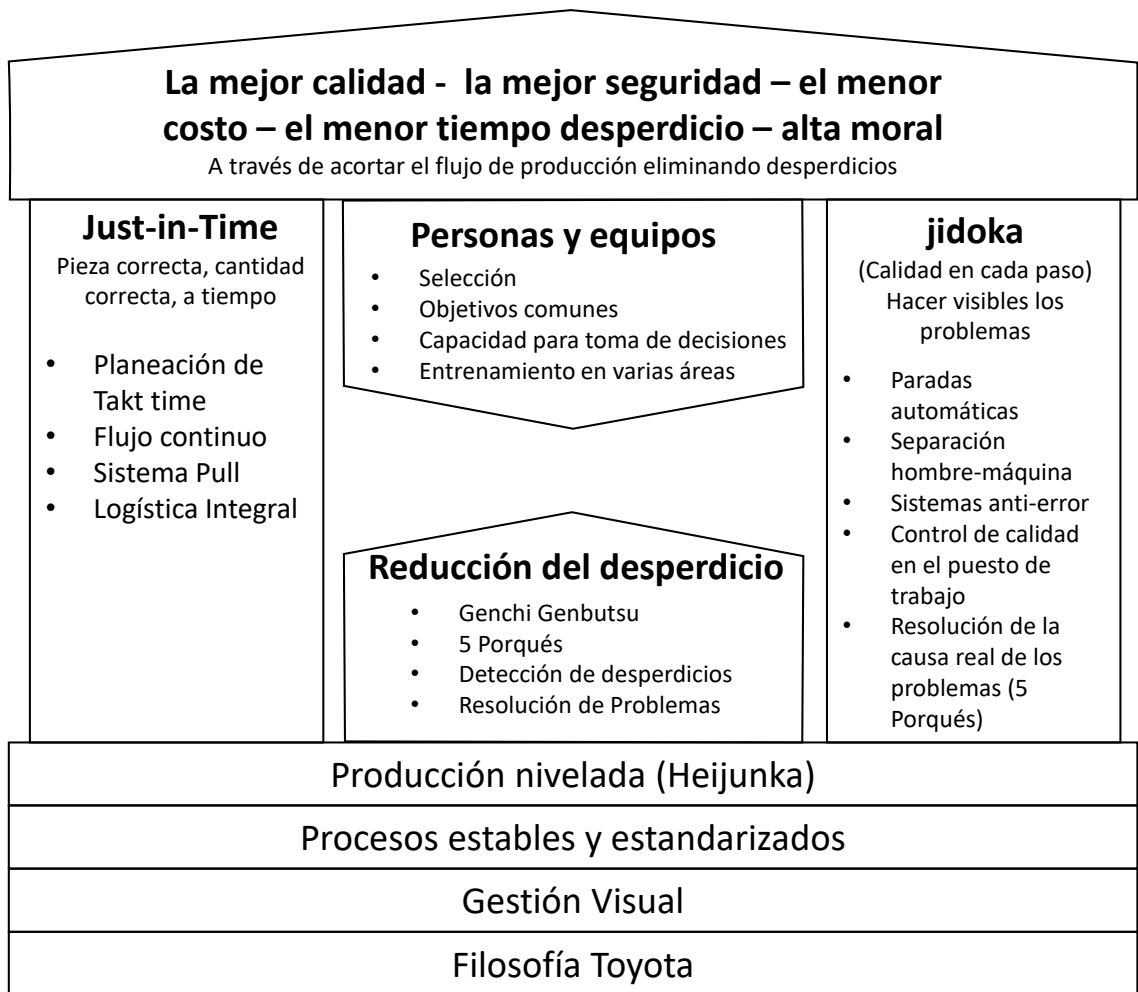 La mejor calidad - la mejor seguridad – el menor
costo – el menor tiempo desperdicio – alta moral
A través de acortar el flujo de producción eliminando desperdicios
Just-in-Time
Pieza correcta, cantidad
correcta, a tiempo
• Planeación de
Takt time
• Flujo continuo
• Sistema Pull
• Logística Integral
Personas y equipos
• Selección
• Objetivos comunes
• Capacidad para toma de decisiones
• Entrenamiento en varias áreas
Reducción del desperdicio
• Genchi Genbutsu
• 5 Porqués
• Detección de desperdicios
• Resolución de Problemas
jidoka
(Calidad en cada paso)
Hacer visibles los
problemas
• Paradas
automáticas
• Separación
hombre-máquina
• Sistemas anti-error
• Control de calidad
en el puesto de
trabajo
• Resolución de la
causa real de los
problemas (5
Porqués)
Producción nivelada (Heijunka)
Procesos estables y estandarizados
Gestión Visual
Filosofía Toyota